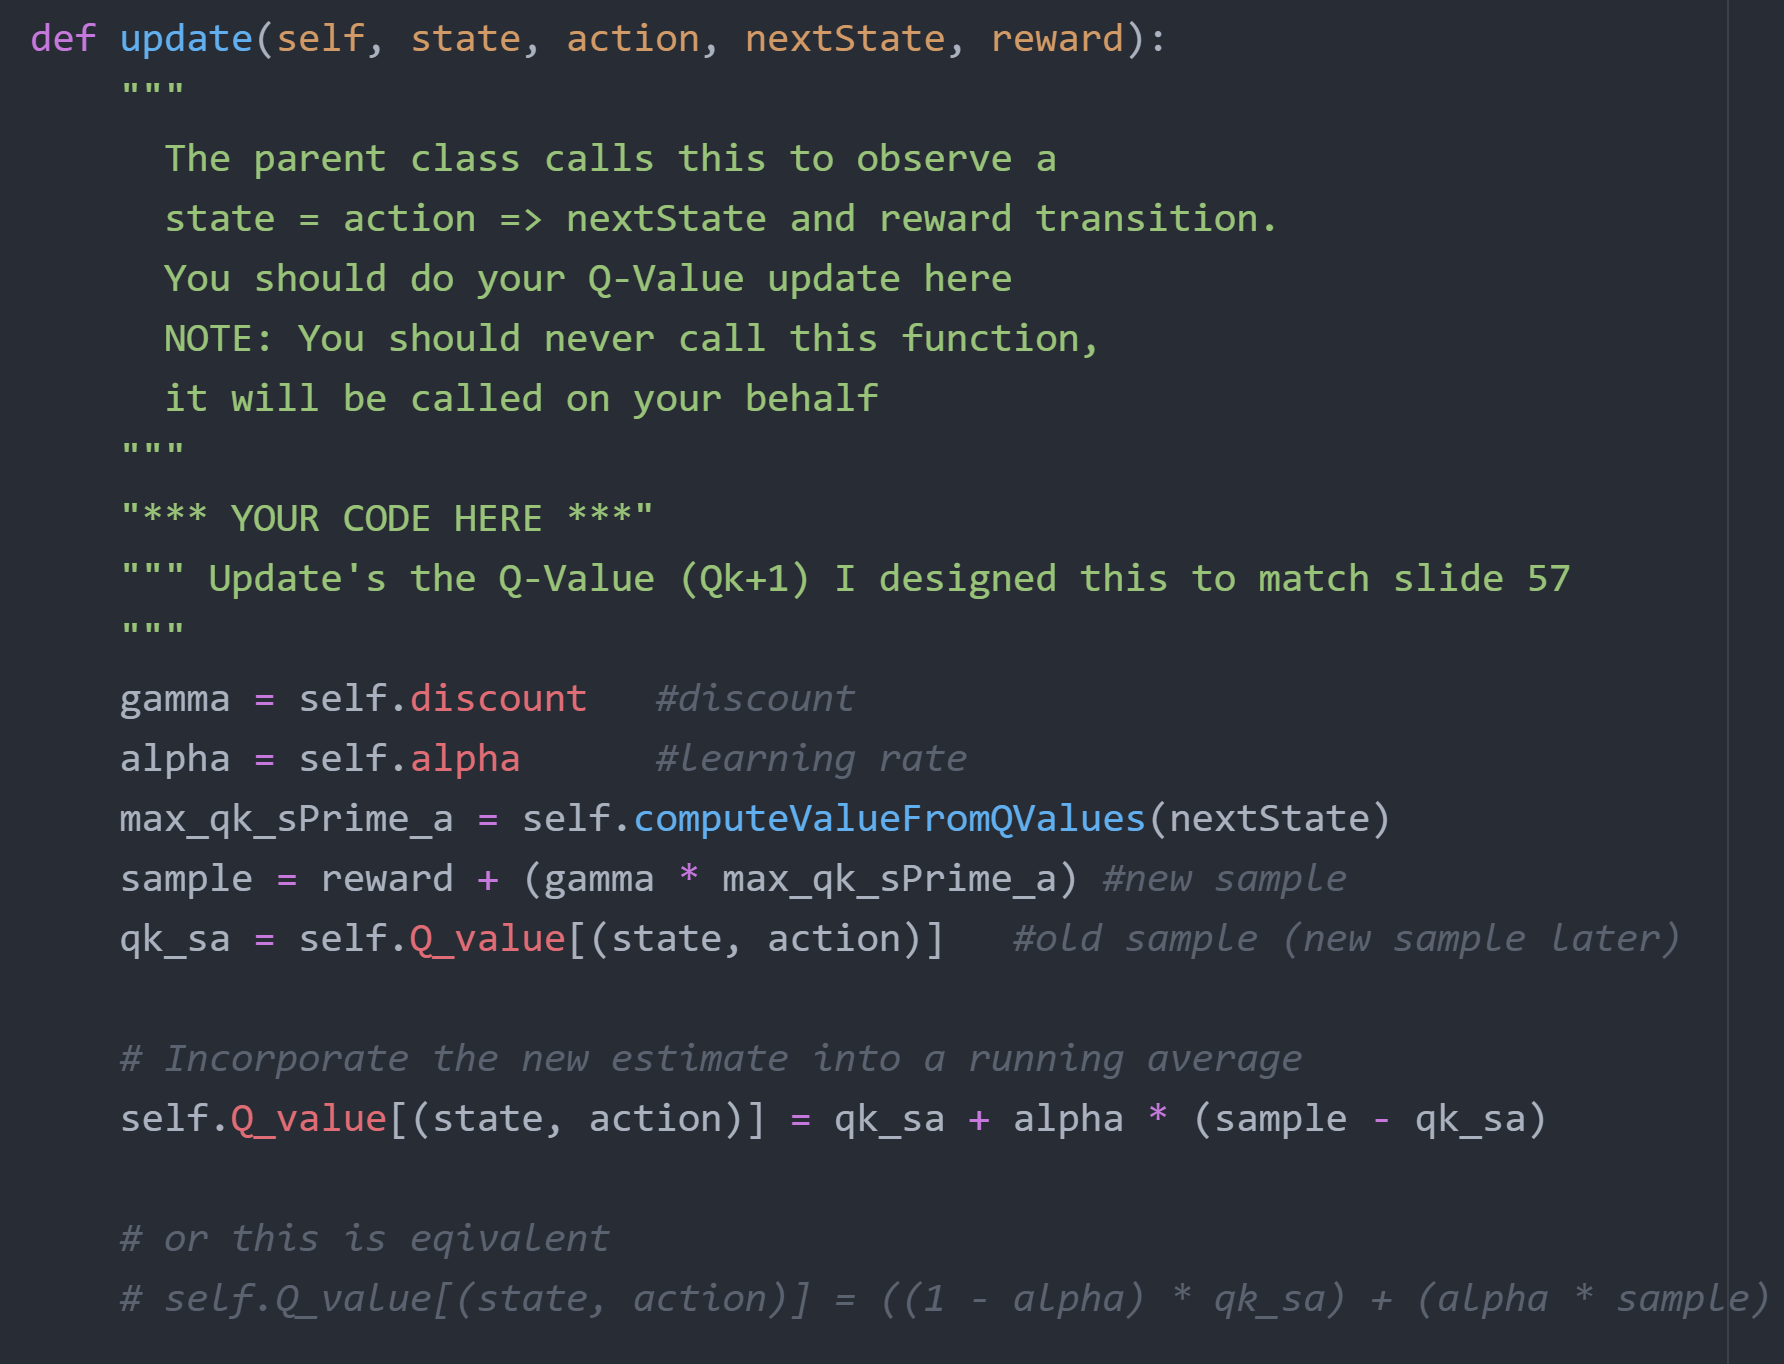 def update(self, state, action, nextState, reward):
"""
The parent class calls this to observe a
state = action => nextState and reward transition.
You should do your Q-Value update here
NOTE: You should never call this function,
it will be called on your behalf
"""
"*** YOUR CODE HERE ***"
""" Update's the Q-Value (Qk+1) I designed this to match slide 57
"""
gamma = self.discount   #discount
alpha = self.alpha      #learning rate
max_qk_sPrime_a = self.computeValueFromQValues(nextState)
sample = reward + (gamma * max_qk_sPrime_a) #new sample
qk_sa = self.Q_value[(state, action)]   #old sample (new sample later)
# Incorporate the new estimate into a running average
self.Q_value[(state, action)] = qk_sa + alpha * (sample - qk_sa)
# or this is eqivalent
# self.Q_value[(state, action)] = ((1 - alpha) * qk_sa) + (alpha * sample)